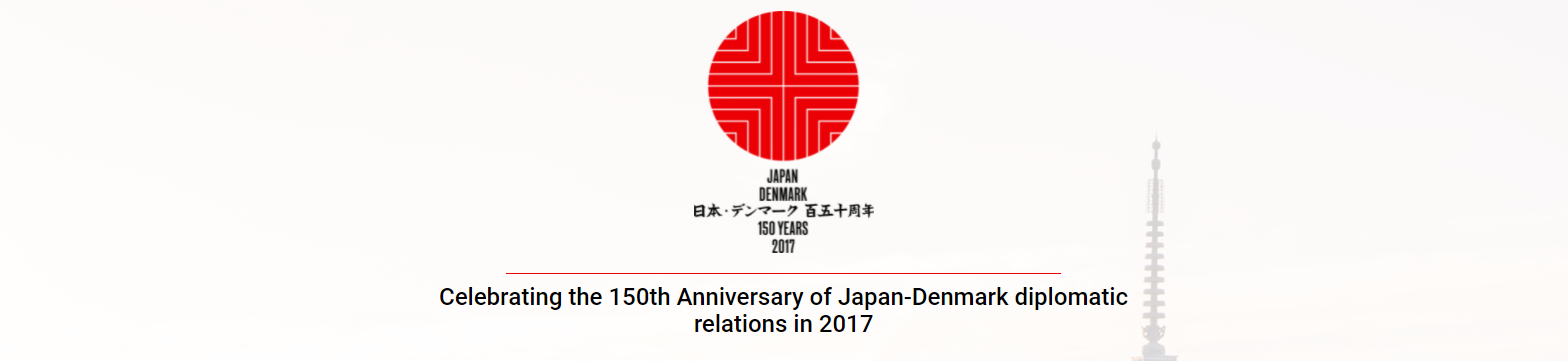 JAPAN
DENMARK
日本・デンマーク 百五十周年
150 YEARS
2017
Celebrating the 150th Anniversary of Japan-Denmark diplomatic
relations in 2017